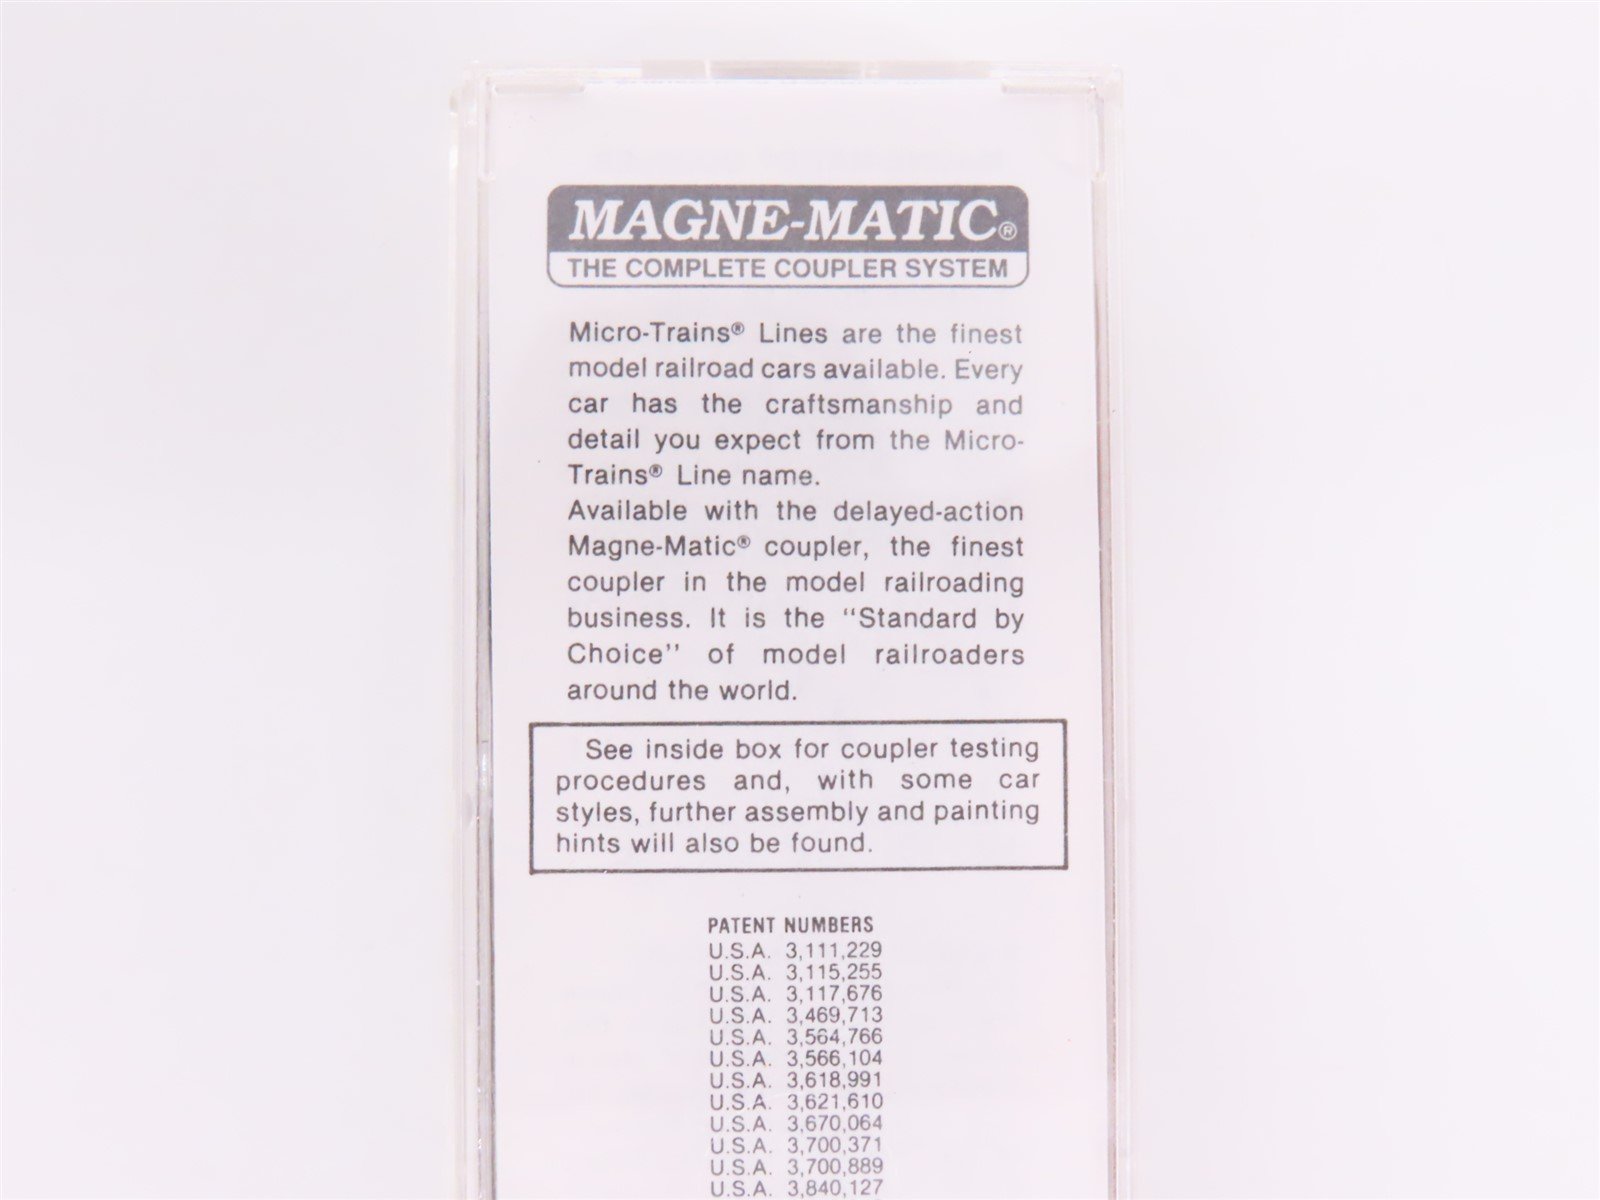 MAGNE-MATIC®
THE COMPLETE COUPLER SYSTEM
Micro-Trains® Lines are the finest
model railroad cars available. Every
car has the craftsmanship and
detail you expect from the Micro-
Trains® Line name.
Available with the delayed-action
Magne-Matic® coupler, the finest
coupler in the model railroading
business. It is the "Standard by
Choice" of model railroaders
around the world.
See inside box for coupler testing
procedures and, with some car
styles, further assembly and painting
hints will also be found.
PATENT NUMBERS
U.S.A. 3,111,229
U.S.A. 3,115,255
U.S.A. 3,117,676
U.S.A. 3,469,713
U.S.A. 3,564,766
U.S.A. 3,566,104
U.S.A. 3,618,991
U.S.A. 3,621,610
U.S.A. 3,670,064
U.S.A. 3,700,371
U.S.A. 3,700,889
U.S.A. 3,840,127